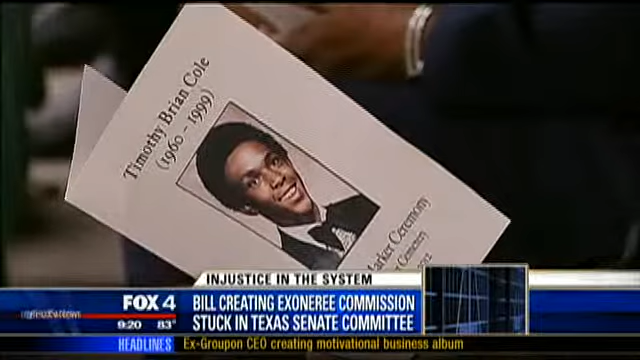 Timothy Brian Cole
(1960 - 1999)
Marker Ceremony
Cemetery
INJUSTICE IN THE SYSTEM
FOX 4
9:20 83°
BILL CREATING EXONEREE COMMISSION
STUCK IN TEXAS SENATE COMMITTEE
HEADLINES Ex-Groupon CEO creating motivational business album